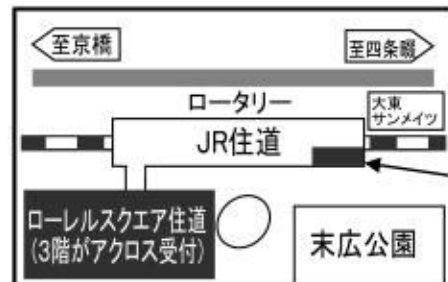 至京橋
至四条畷
ロータリー
大東
サンメイツ
JR住道
ローレルスクエア住道
(3階がアクロス受付)
末広公園